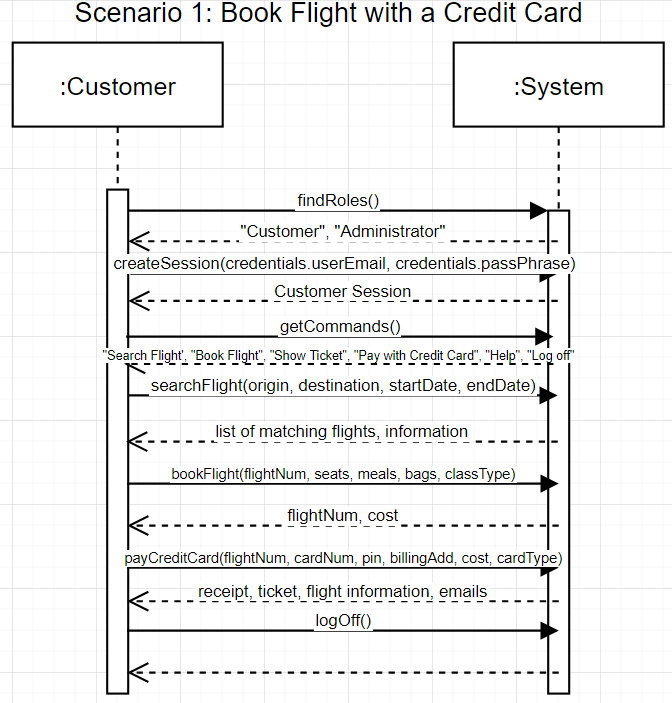 Scenario 1: Book Flight with a Credit Card
:Customer
:System
findRoles()
"Customer", "Administrator"
createSession(credentials.userEmail, credentials.passPhrase)
Customer Session
getCommands()
"Search Flight', "Book Flight", "Show Ticket", "Pay with Credit Card", "Help", "Log off"
searchFlight(origin, destination, startDate, endDate)
list of matching flights, information
bookFlight(flightNum, seats, meals, bags, classType)
flightNum, cost
payCreditCard(flightNum, cardNum, pin, billingAdd, cost, cardType)
receipt, ticket, flight information, emails
logOff()